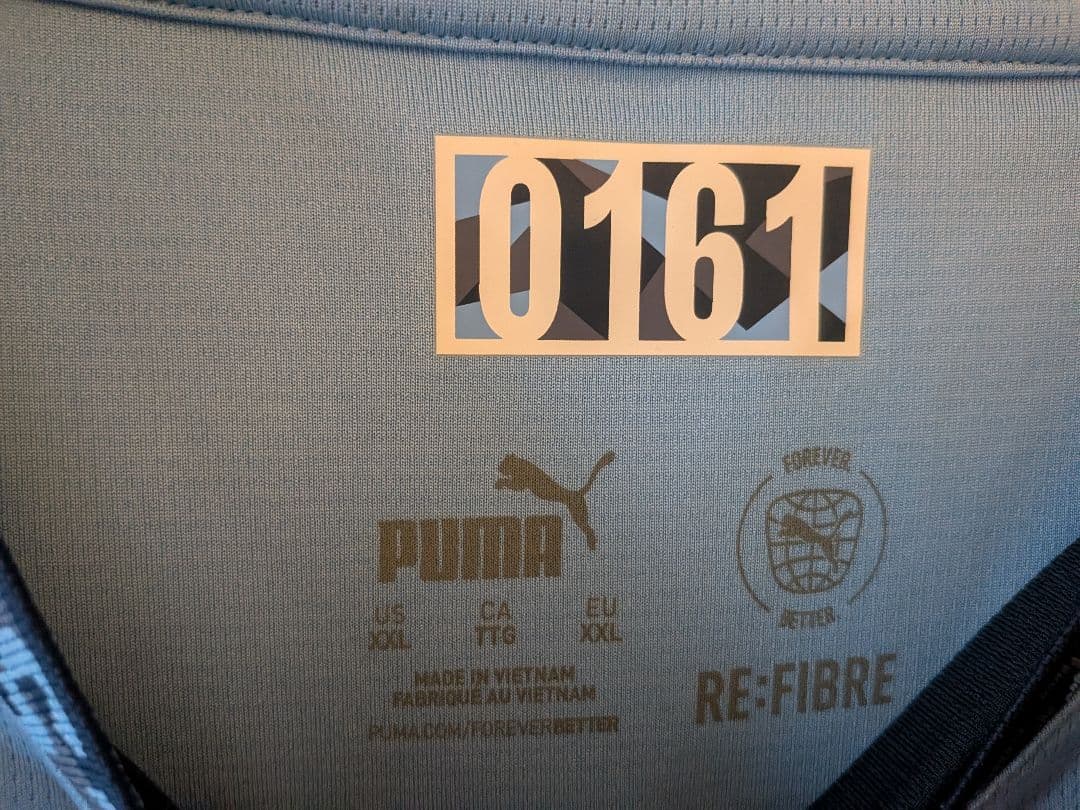 0161
PUMA
US CA EU
XXL TTG XXL
MADE IN VIETNAM
FABRIQUÉ AU VIETNAM
PUMA.COM/FOREVERBETTER
FOREVER.
BETTER
RE:FIBRE